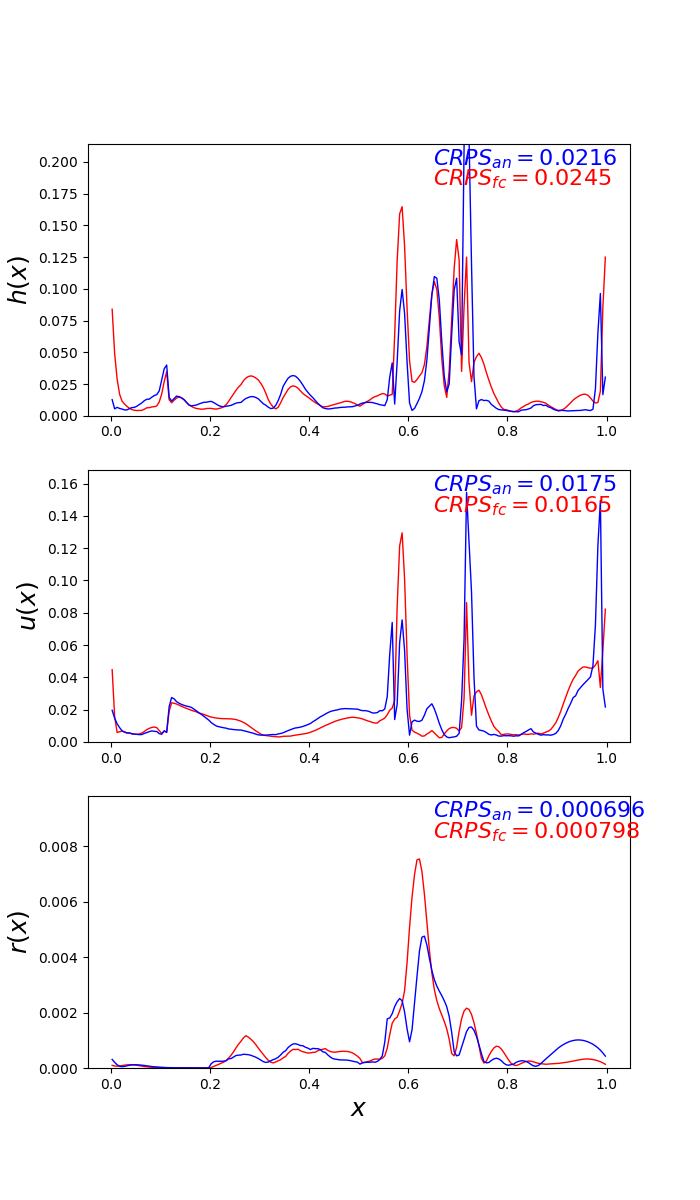 CRPS_an = 0.0216
CRPS_fc = 0.0245
h(x)
0.200
0.175
0.150
0.125
0.100
0.075
0.050
0.025
0.000
0.0 0.2 0.4 0.6 0.8 1.0
CRPS_an = 0.0175
CRPS_fc = 0.0165
u(x)
0.16
0.14
0.12
0.10
0.08
0.06
0.04
0.02
0.00
0.0 0.2 0.4 0.6 0.8 1.0
CRPS_an = 0.000696
CRPS_fc = 0.000798
r(x)
0.008
0.006
0.004
0.002
0.000
0.0 0.2 0.4 0.6 0.8 1.0
x